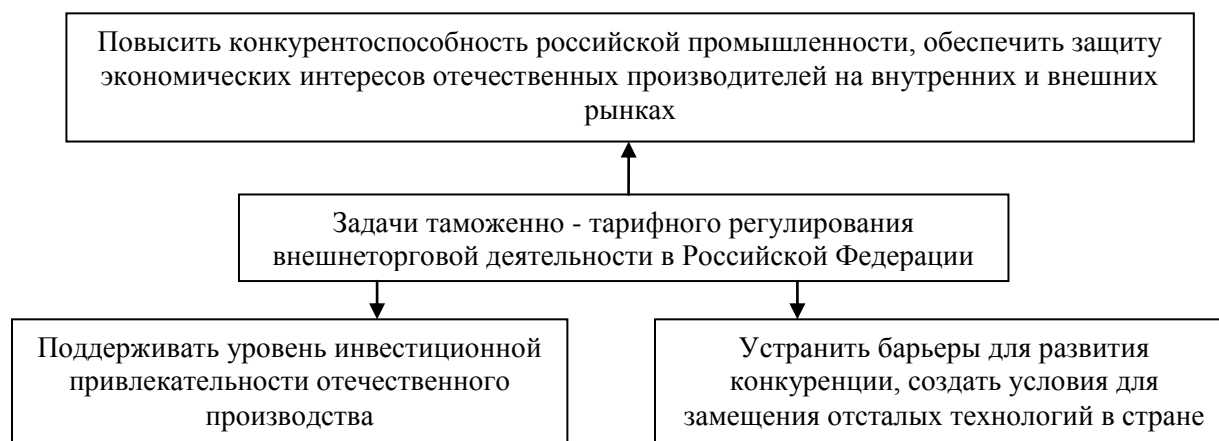 Повысить конкурентоспособность российской промышленности, обеспечить защиту
экономических интересов отечественных производителей на внутренних и внешних
рынках
Задачи таможенно - тарифного регулирования
внешнеторговой деятельности в Российской Федерации
Поддерживать уровень инвестиционной
привлекательности отечественного
производства
Устранить барьеры для развития
конкуренции, создать условия для
замещения отсталых технологий в стране